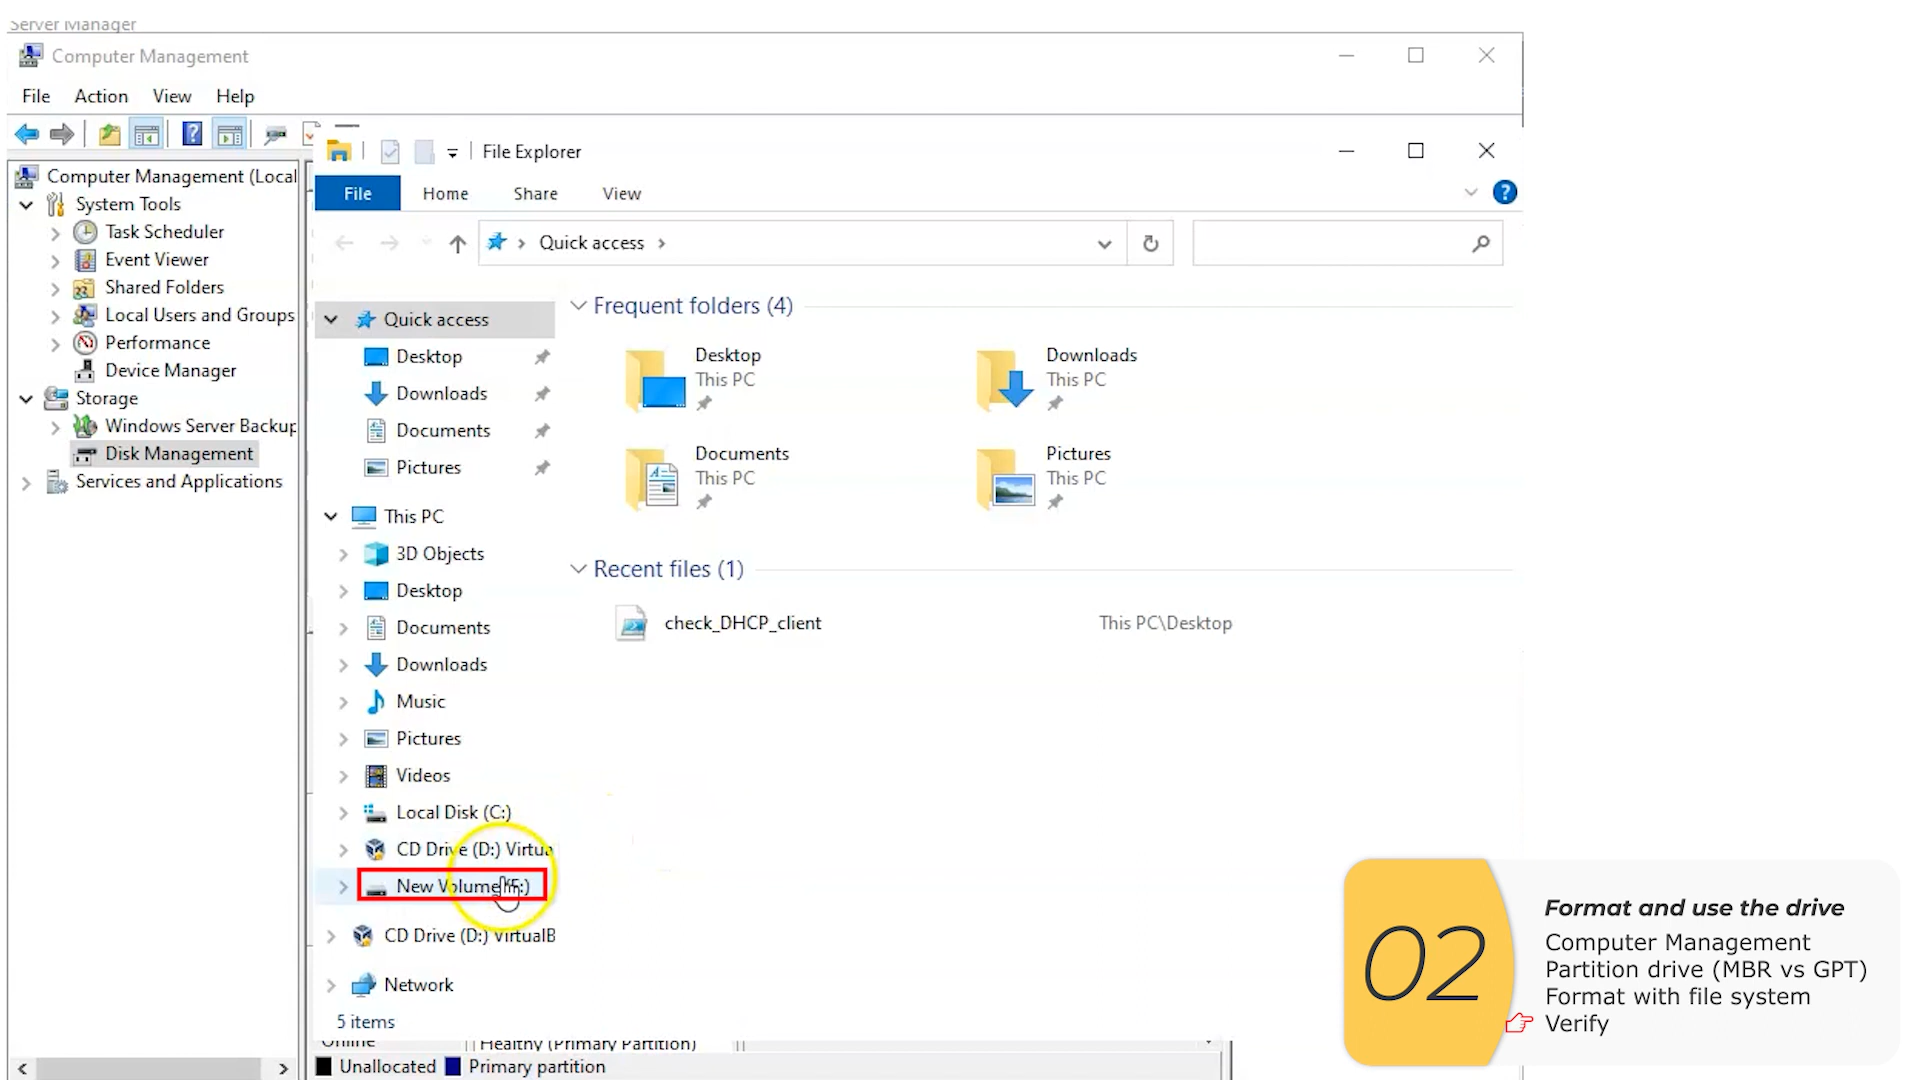 Server Manager
Computer Management
File Action View Help
File Explorer
File Home Share View
Quick access
Computer Management (Local
System Tools
Task Scheduler
Event Viewer
Shared Folders
Local Users and Groups
Performance
Device Manager
Storage
Windows Server Backup
Disk Management
Services and Applications
Quick access
Desktop
Downloads
Documents
Pictures
This PC
3D Objects
Desktop
Documents
Downloads
Music
Pictures
Videos
Local Disk (C:)
CD Drive (D:) Virtua
New Volume
CD Drive (D:) VirtualB
Network
5 items
Frequent folders (4)
Desktop
This PC
Downloads
This PC
Documents
This PC
Pictures
This PC
Recent files (1)
check_DHCP_client This PC\Desktop
Online Healthy (Primary Partition)
Unallocated Primary partition
02
Format and use the drive
Computer Management
Partition drive (MBR vs GPT)
Format with file system
Verify